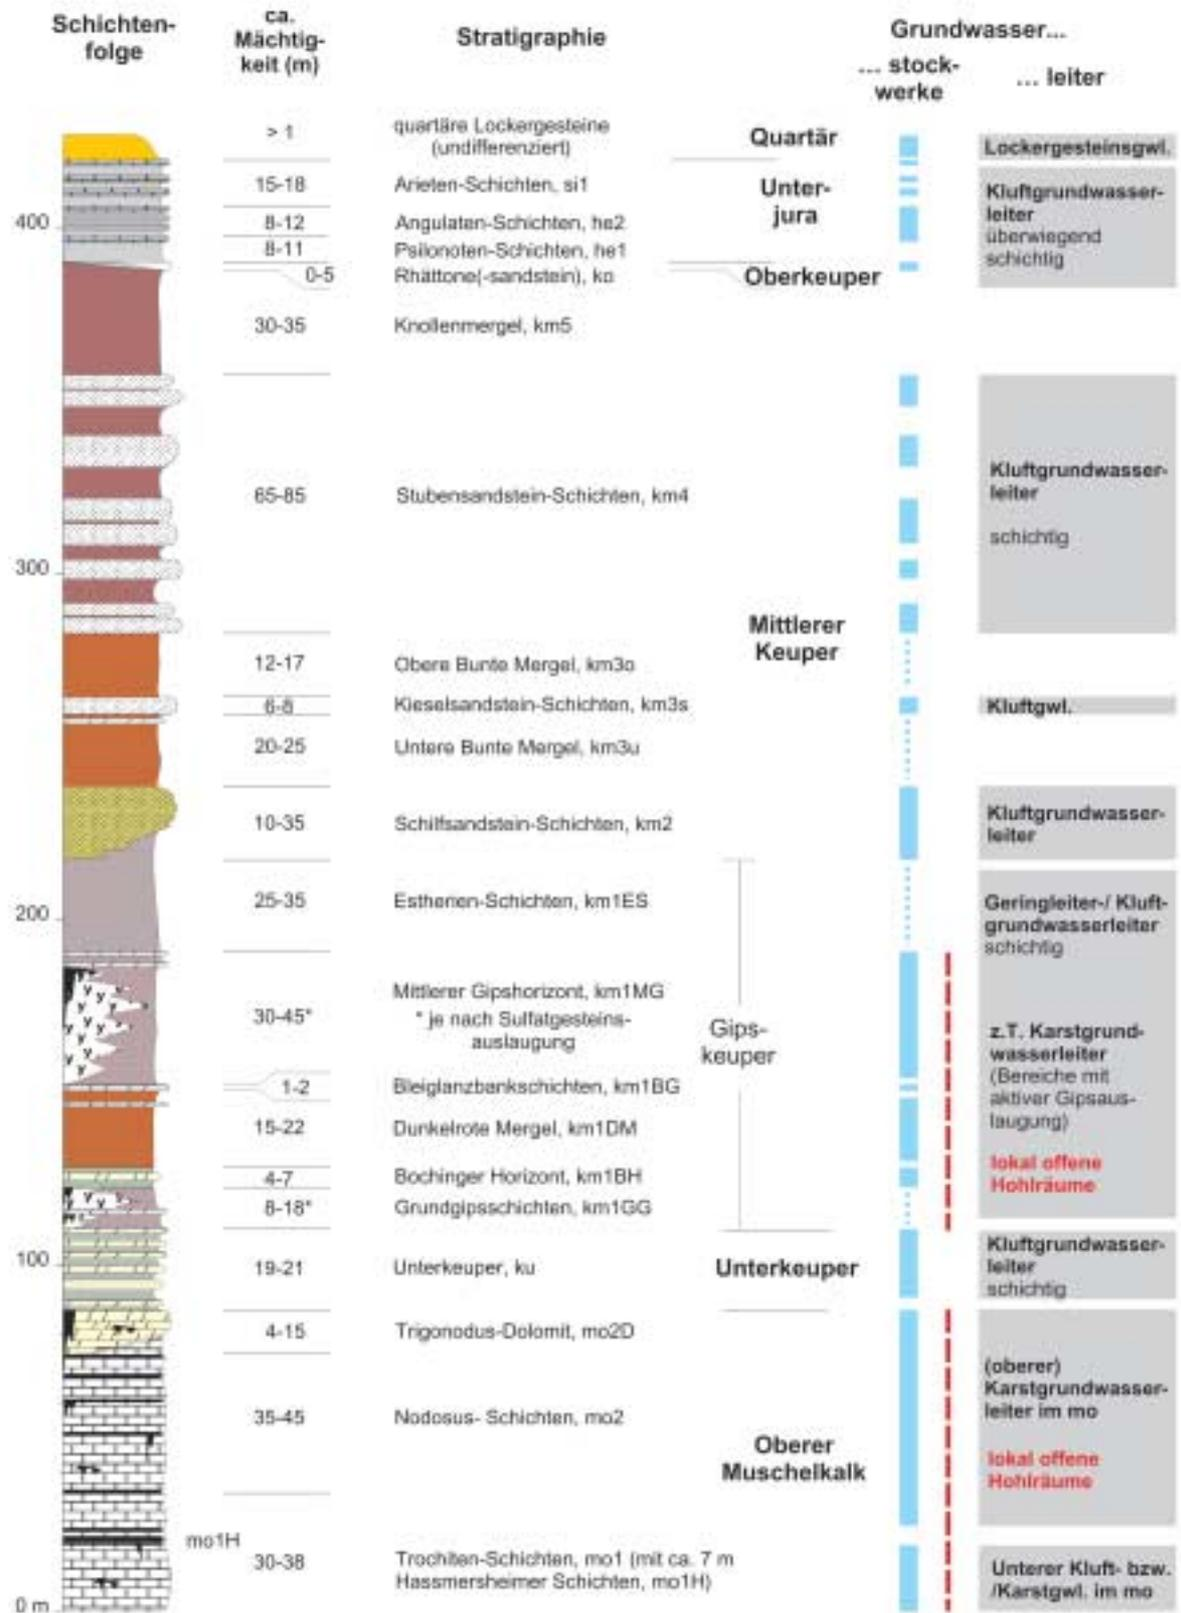 Schichten-
folge
ca.
Mächtig-
keit (m)
Stratigraphie
Grundwasser...
... stock-
werke
... leiter
> 1
quartäre Lockergesteine
(undifferenziert)
Quartär
Lockergesteinsgwl.
15-18
Arieten-Schichten, si1
Unter-
jura
Kluftgrundwasser-
leiter
überwiegend
schichtig
400
8-12
Angulaten-Schichten, he2
8-11
Psilonoten-Schichten, he1
0-5
Rhättone(-sandstein), ko
Oberkeuper
30-35
Knollenmergel, km5
65-85
Stubensandstein-Schichten, km4
Kluftgrundwasser-
leiter
schichtig
300
Mittlerer
Keuper
12-17
Obere Bunte Mergel, km3o
6-8
Kieselsandstein-Schichten, km3s
Kluftgwl.
20-25
Untere Bunte Mergel, km3u
10-35
Schilfsandstein-Schichten, km2
Kluftgrundwasser-
leiter
200
25-35
Estherien-Schichten, km1ES
Geringleiter-/ Kluft-
grundwasserleiter
schichtig
30-45*
Mittlerer Gipshorizont, km1MG
* je nach Sulfatgesteins-
auslaugung
Gips-
keuper
z.T. Karstgrund-
wasserleiter
(Bereiche mit
aktiver Gipsaus-
laugung)
lokal offene
Hohlräume
1-2
Bleiglanzbankschichten, km1BG
15-22
Dunkelrote Mergel, km1DM
4-7
Bochinger Horizont, km1BH
8-18*
Grundgipsschichten, km1GG
100
19-21
Unterkeuper, ku
Unterkeuper
Kluftgrundwasser-
leiter
schichtig
4-15
Trigonodus-Dolomit, mo2D
35-45
Nodosus- Schichten, mo2
Oberer
Muschelkalk
(oberer)
Karstgrundwasser-
leiter im mo
lokal offene
Hohlräume
mo1H
30-38
Trochiten-Schichten, mo1 (mit ca. 7 m
Hassmersheimer Schichten, mo1H)
Unterer Kluft- bzw.
/Karstgwl. im mo
0 m
y y y y y y y y y y
y y y